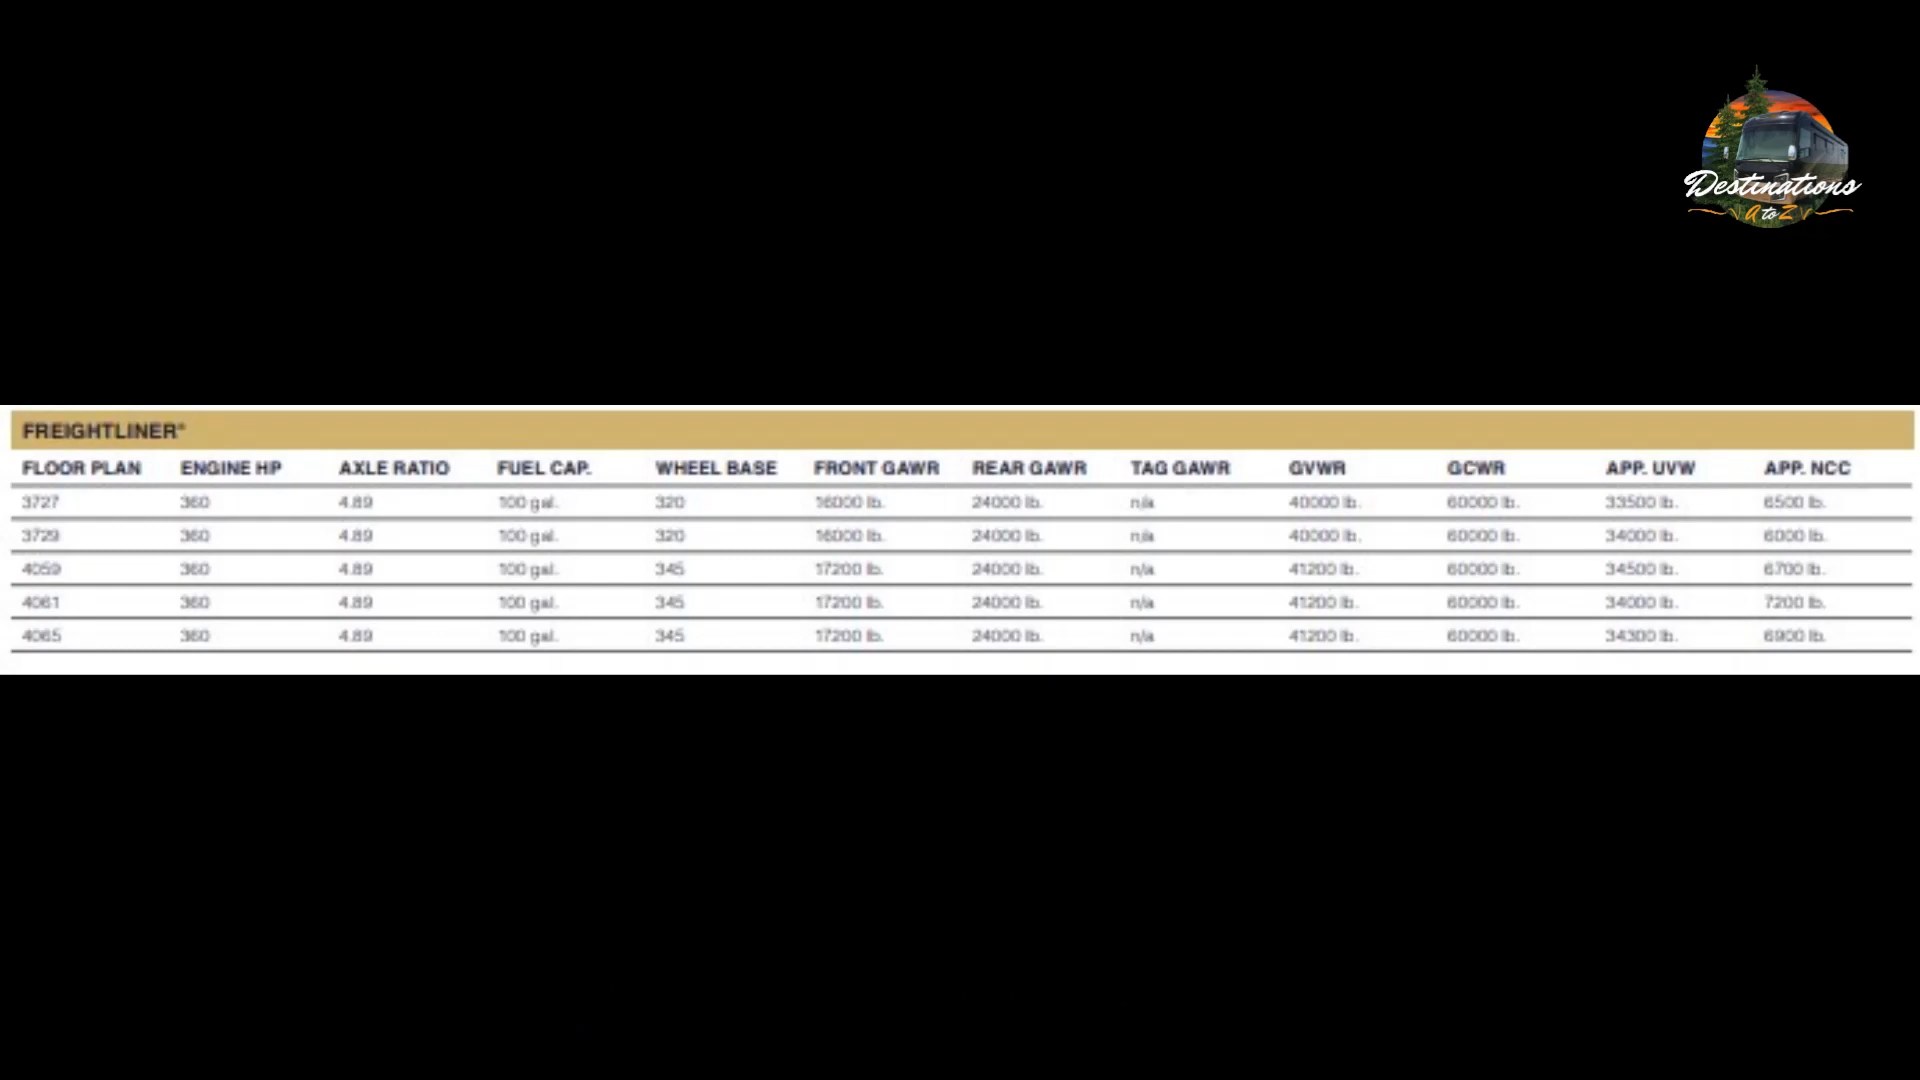 Destinations
A to Z
FREIGHTLINER®
FLOOR PLAN ENGINE HP AXLE RATIO FUEL CAP. WHEEL BASE FRONT GAWR REAR GAWR TAG GAWR GVWR GCWR APP. UVW APP. NCC
3727 360 4.89 100 gal. 320 16000 lb. 24000 lb. n/a 40000 lb. 60000 lb. 33500 lb. 6500 lb.
3729 360 4.89 100 gal. 320 16000 lb. 24000 lb. n/a 40000 lb. 60000 lb. 34000 lb. 6000 lb.
4059 360 4.89 100 gal. 345 17200 lb. 24000 lb. n/a 41200 lb. 60000 lb. 34500 lb. 6700 lb.
4061 360 4.89 100 gal. 345 17200 lb. 24000 lb. n/a 41200 lb. 60000 lb. 34000 lb. 7200 lb.
4065 360 4.89 100 gal. 345 17200 lb. 24000 lb. n/a 41200 lb. 60000 lb. 34300 lb. 6900 lb.